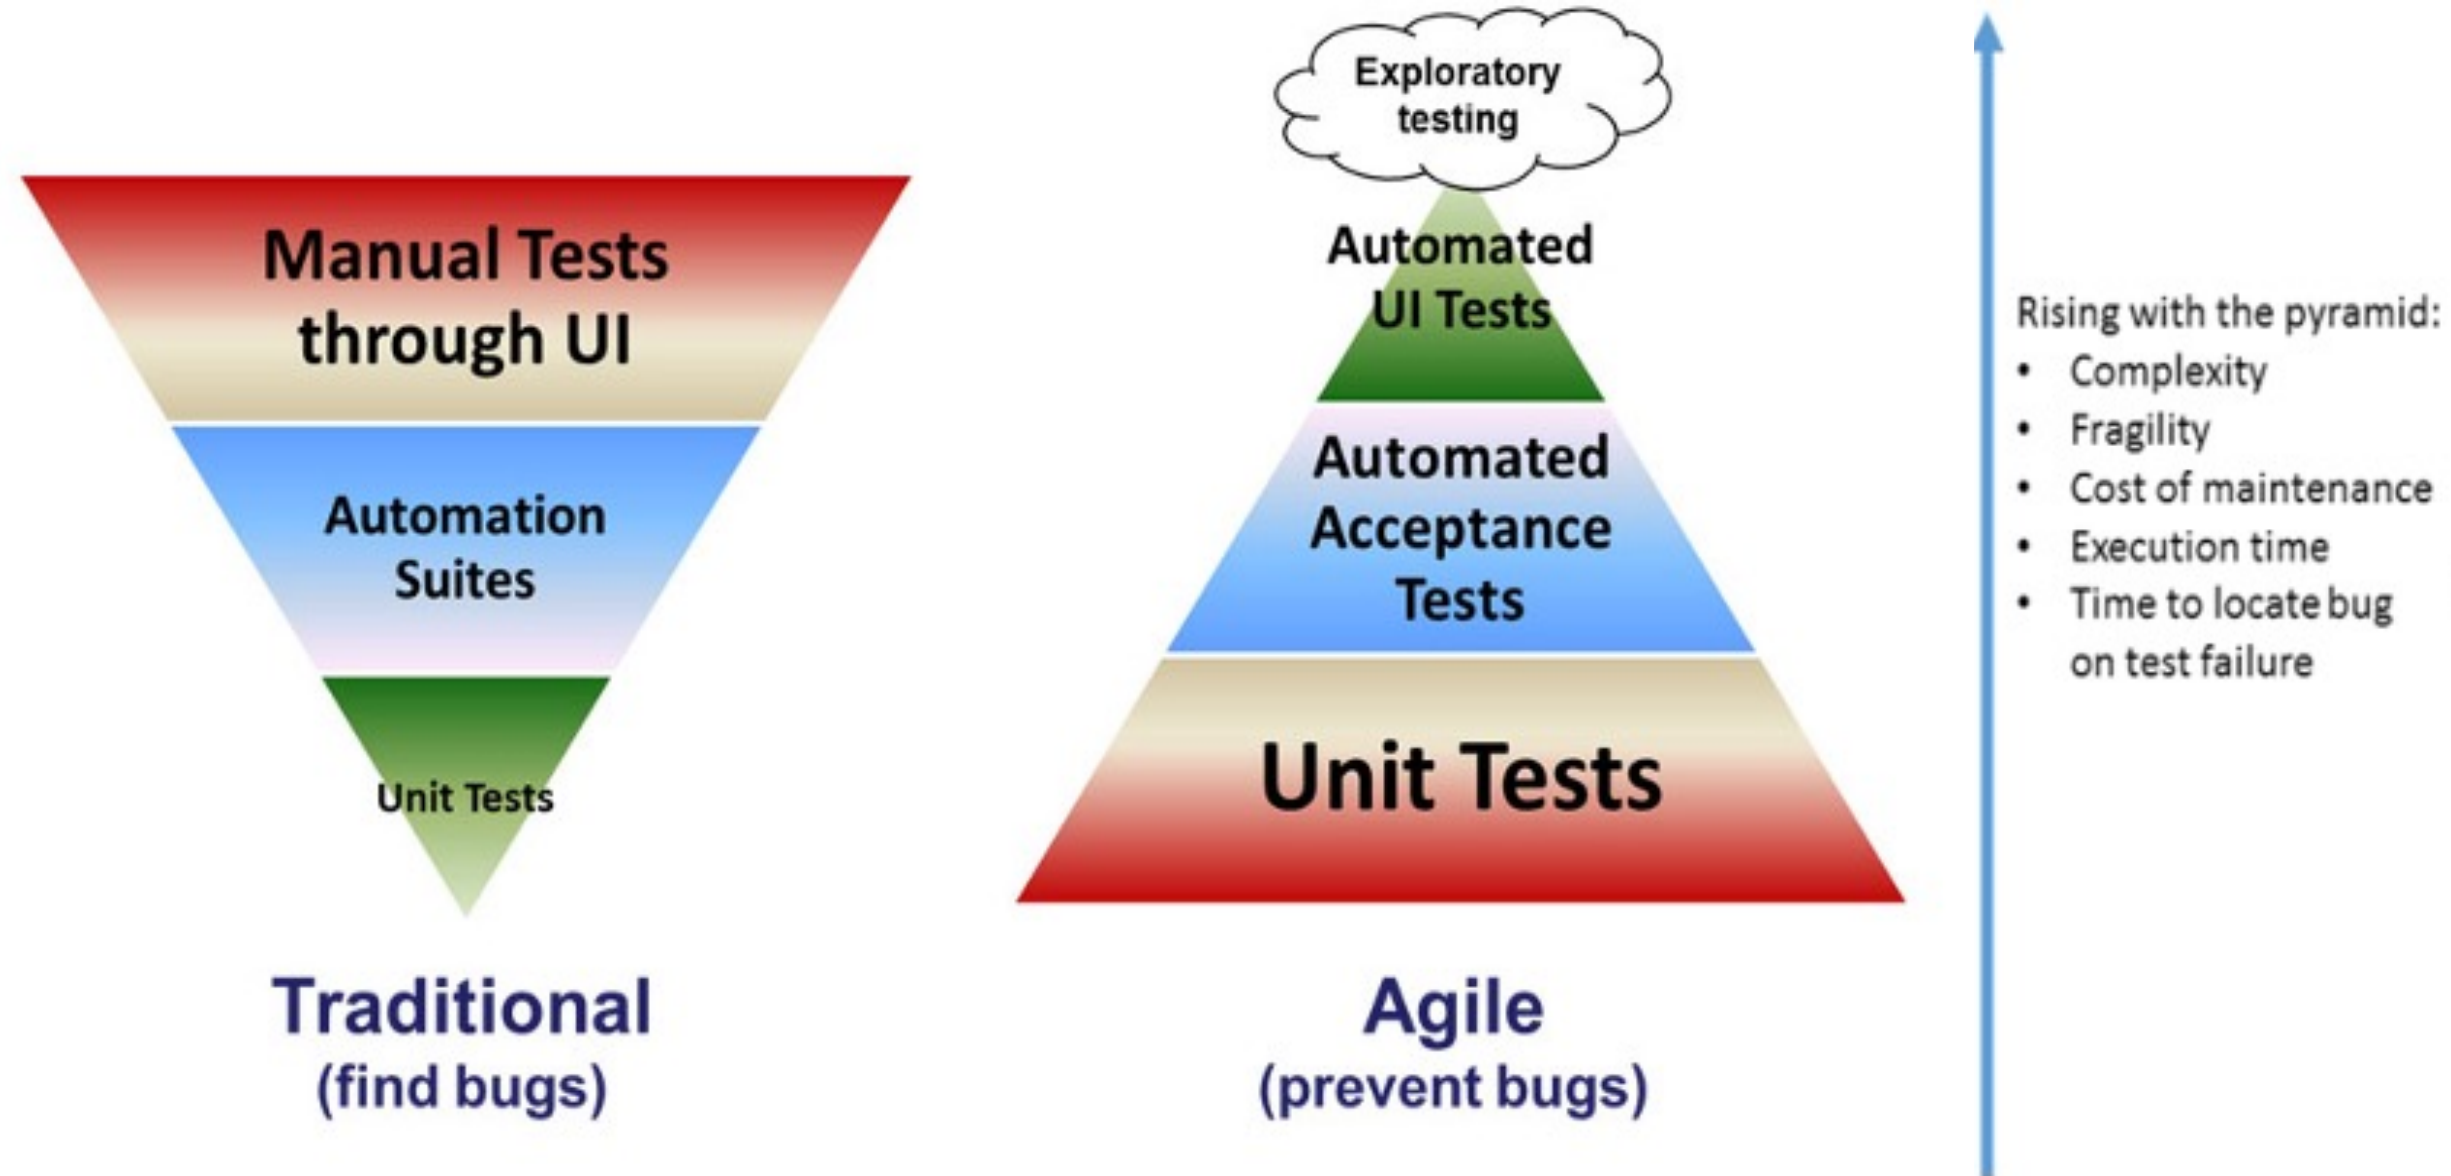 Manual Tests
through UI
Automation
Suites
Unit Tests
Traditional
(find bugs)
Exploratory
testing
Automated
UI Tests
Automated
Acceptance
Tests
Unit Tests
Agile
(prevent bugs)
Rising with the pyramid:
• Complexity
• Fragility
• Cost of maintenance
• Execution time
• Time to locate bug
on test failure